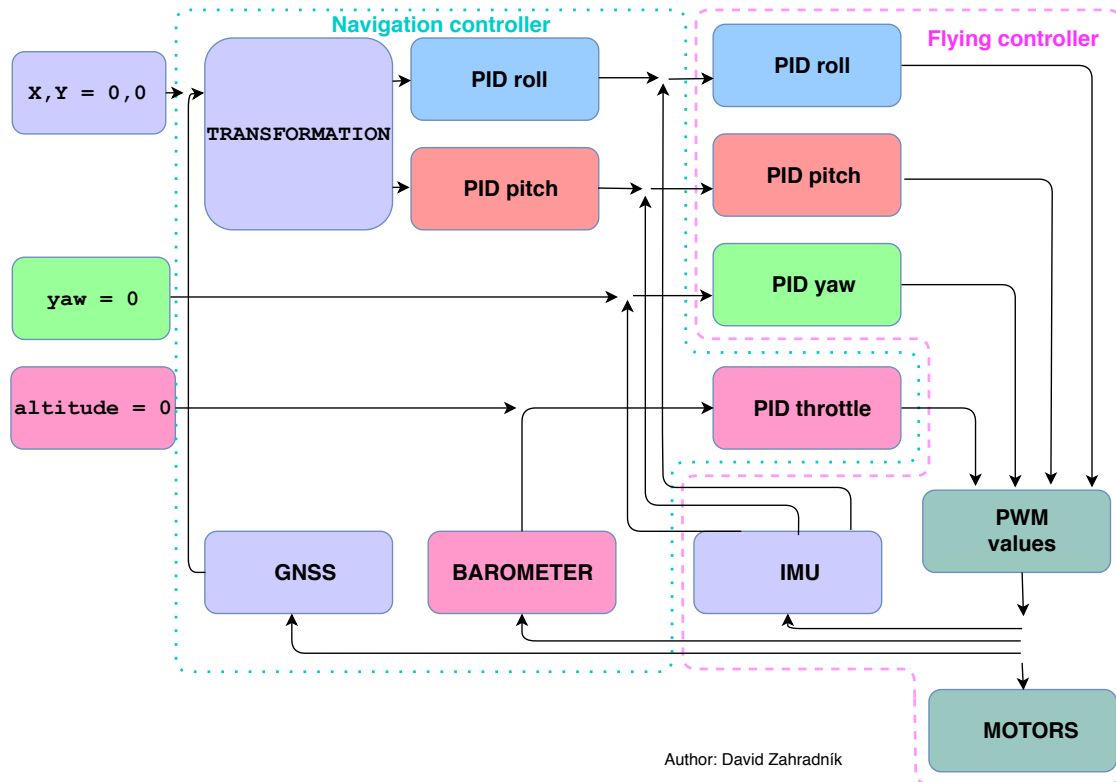 Navigation controller
Flying controller
X,Y = 0,0
TRANSFORMATION
PID roll
PID roll
PID pitch
PID pitch
yaw = 0
PID yaw
altitude = 0
PID throttle
GNSS
BAROMETER
IMU
PWM
values
MOTORS
Author: David Zahradník